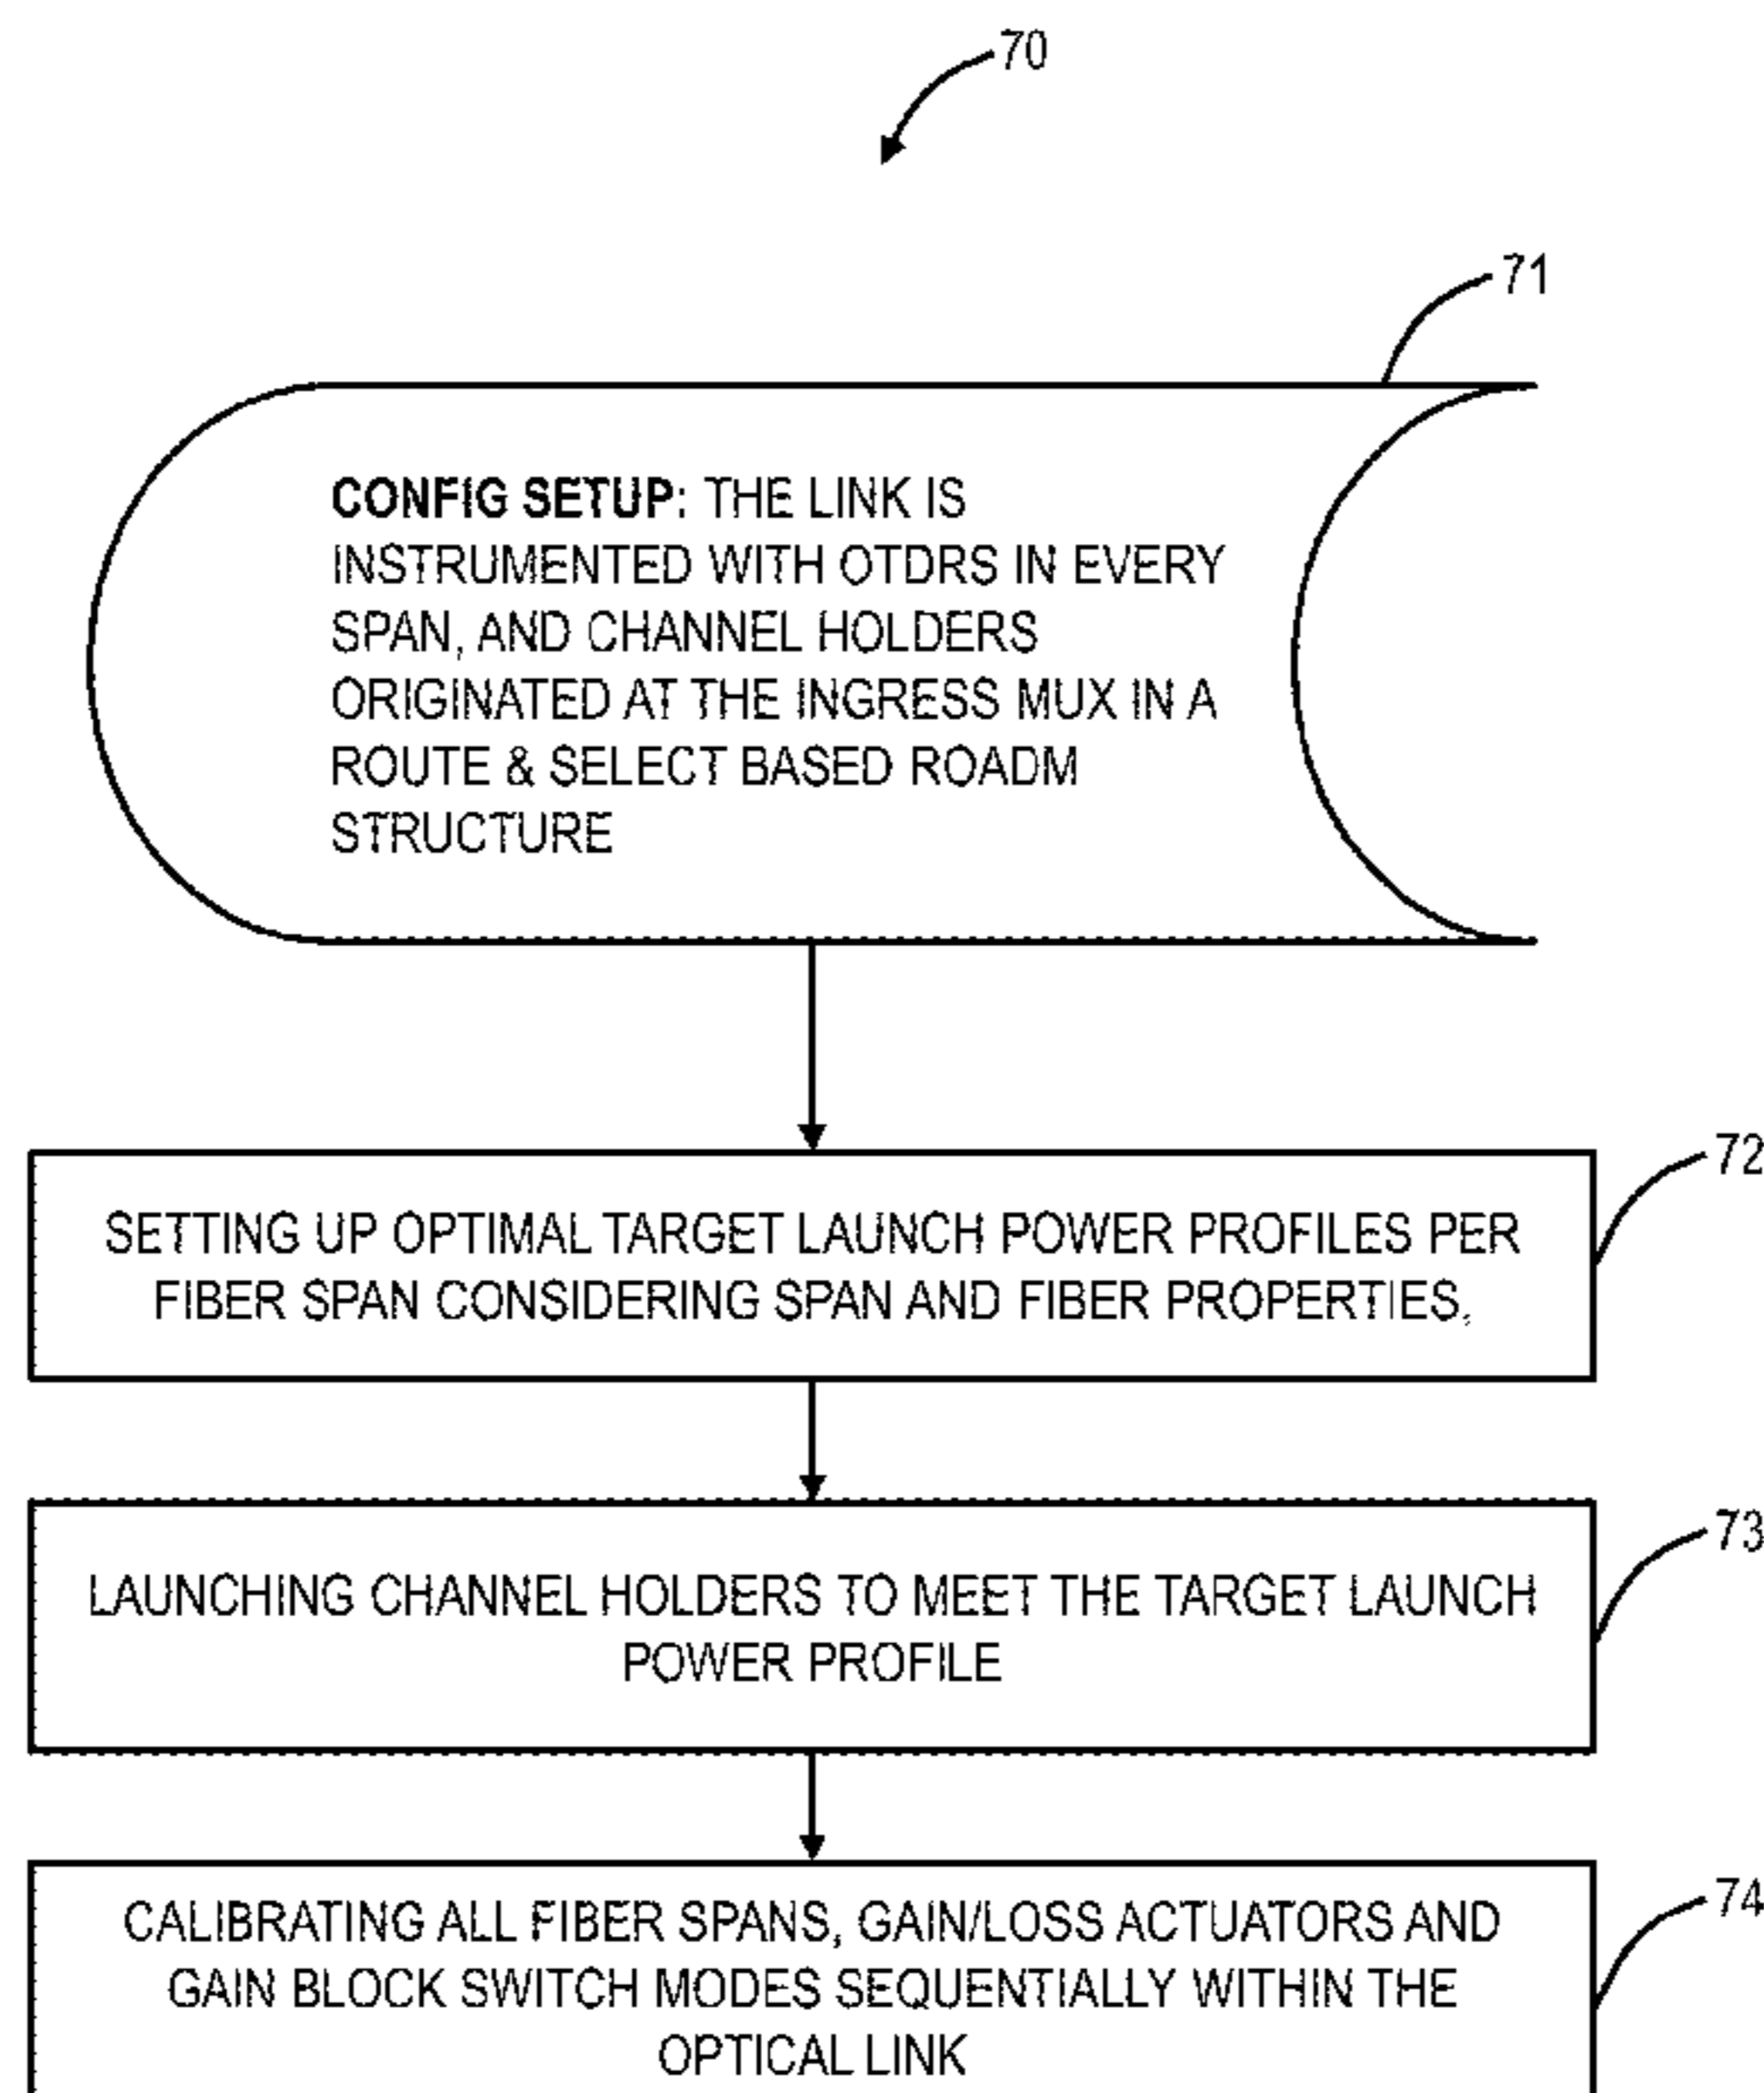 70
71
CONFIG SETUP: THE LINK IS
INSTRUMENTED WITH OTDRS IN EVERY
SPAN, AND CHANNEL HOLDERS
ORIGINATED AT THE INGRESS MUX IN A
ROUTE & SELECT BASED ROADM
STRUCTURE
72
SETTING UP OPTIMAL TARGET LAUNCH POWER PROFILES PER
FIBER SPAN CONSIDERING SPAN AND FIBER PROPERTIES,
73
LAUNCHING CHANNEL HOLDERS TO MEET THE TARGET LAUNCH
POWER PROFILE
74
CALIBRATING ALL FIBER SPANS, GAIN/LOSS ACTUATORS AND
GAIN BLOCK SWITCH MODES SEQUENTIALLY WITHIN THE
OPTICAL LINK